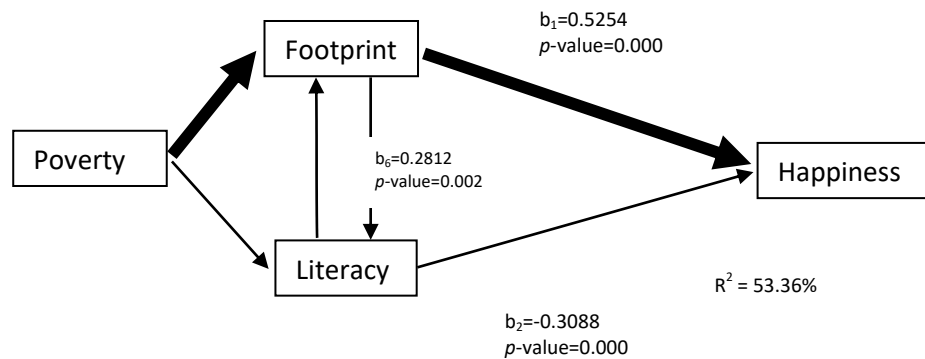 b₁=0.5254
p-value=0.000
Footprint
Poverty
b₆=0.2812
p-value=0.002
Happiness
Literacy
R² = 53.36%
b₂=-0.3088
p-value=0.000